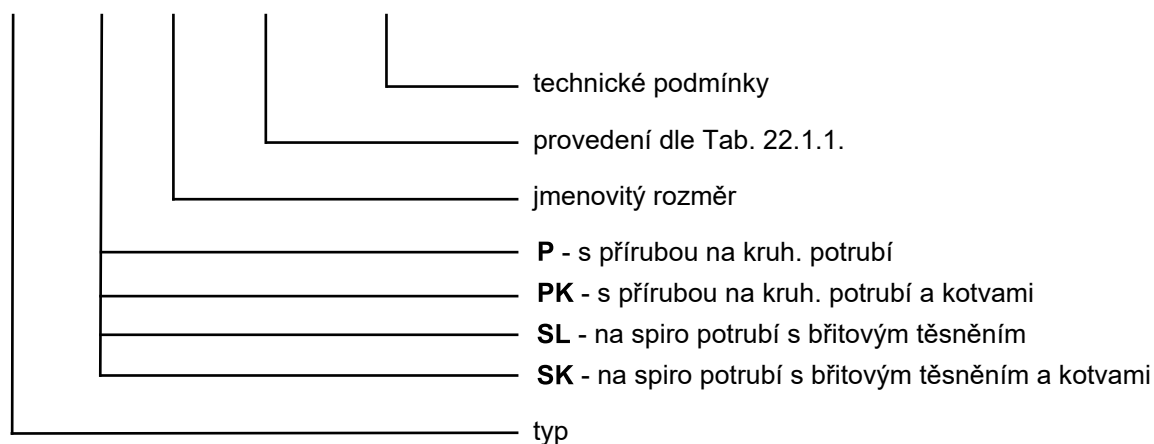 technické podmínky
provedení dle Tab. 22.1.1.
jmenovitý rozměr
P - s přírubou na kruh. potrubí
PK - s přírubou na kruh. potrubí a kotvami
SL - na spiro potrubí s břitovým těsněním
SK - na spiro potrubí s břitovým těsněním a kotvami
typ